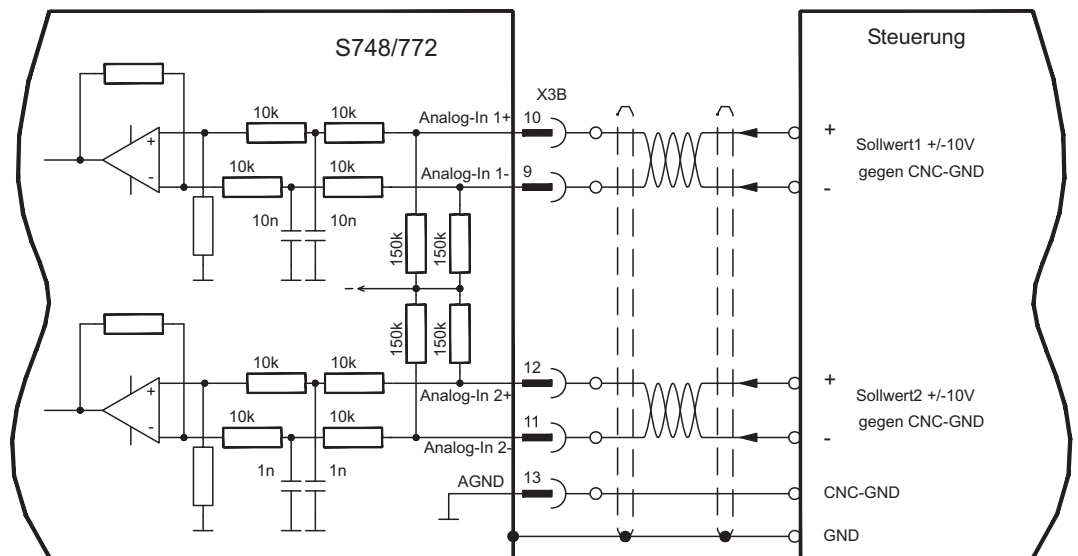 S748/772
Steuerung
X3B
10k
10k
Analog-In 1+
10
+
+
Sollwert1 +/-10V
gegen CNC-GND
-
10k
10k
Analog-In 1-
9
-
10n
10n
150k
150k
-
150k
150k
10k
10k
12
Analog-In 2+
+
+
Sollwert2 +/-10V
gegen CNC-GND
-
10k
10k
11
Analog-In 2-
-
1n
1n
AGND
13
CNC-GND
GND